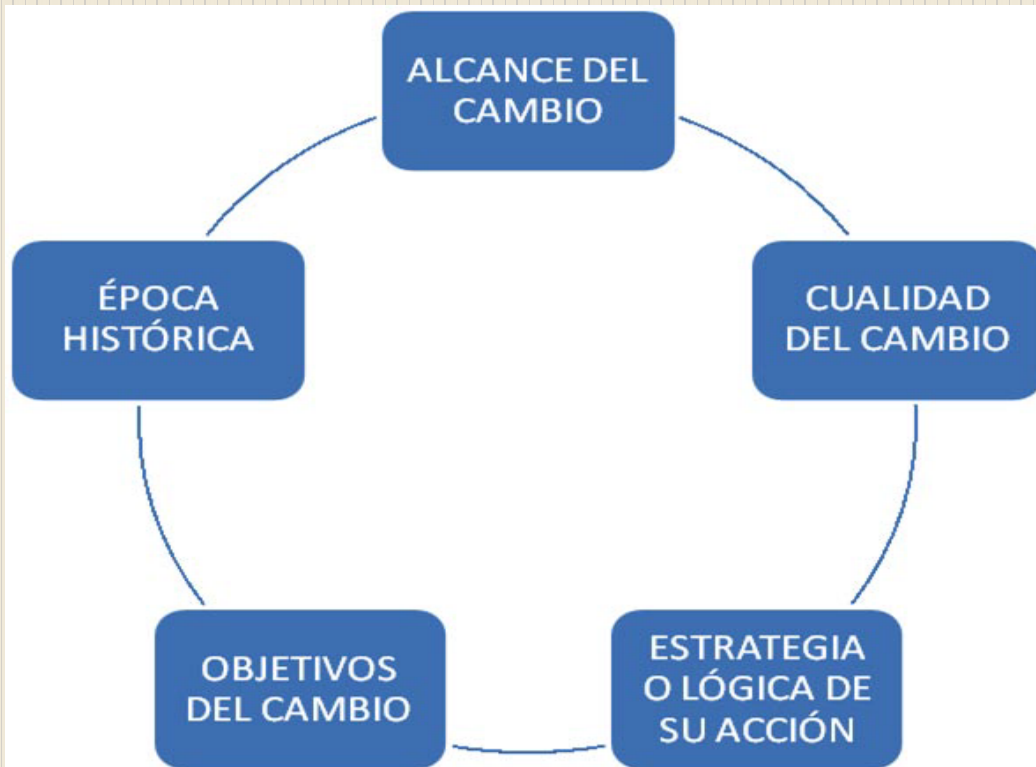 ALCANCE DEL
CAMBIO
CUALIDAD
DEL CAMBIO
ESTRATEGIA
O LÓGICA DE
SU ACCIÓN
OBJETIVOS
DEL CAMBIO
ÉPOCA
HISTÓRICA